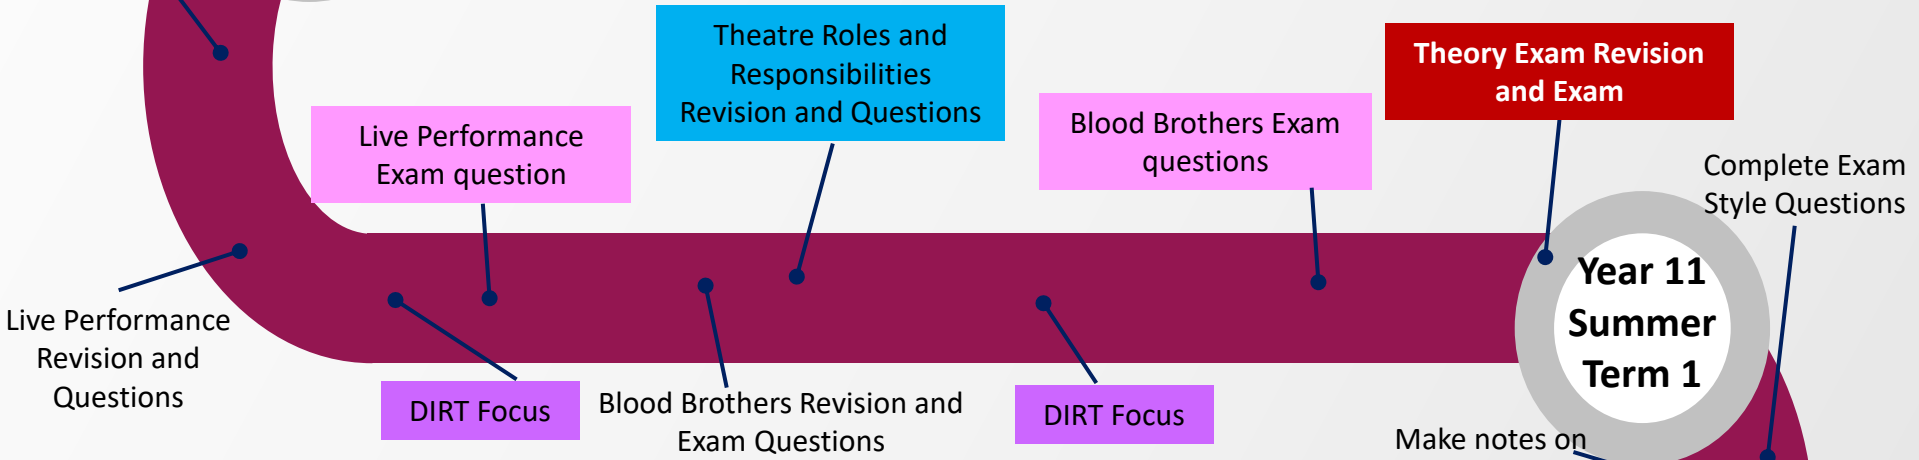 Theatre Roles and
Responsibilities
Revision and Questions
Theory Exam Revision
and Exam
Live Performance
Exam question
Blood Brothers Exam
questions
Complete Exam
Style Questions
Year 11
Summer
Term 1
Live Performance
Revision and
Questions
DIRT Focus
Blood Brothers Revision and
Exam Questions
DIRT Focus
Make notes on